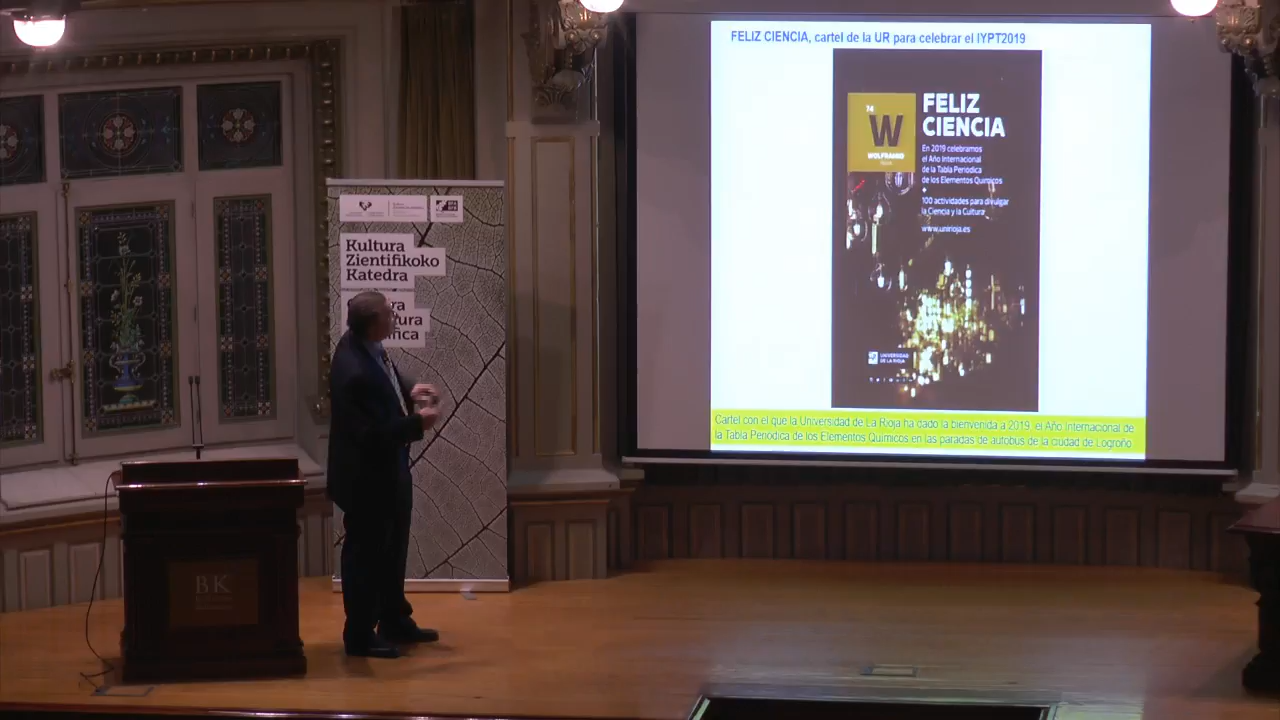 FELIZ CIENCIA, cartel de la UR para celebrar el IYPT2019
74
W
WOLFRAMIO
FELIZ
CIENCIA
En 2019 celebramos
el Año Internacional
de la Tabla Periódica
de los Elementos Químicos
+
100 actividades para divulgar
la Ciencia y la Cultura
www.unirioja.es
UNIVERSIDAD
DE LA RIOJA
Cartel con el que la Universidad de La Rioja ha dado la bienvenida a 2019, el Año Internacional de
la Tabla Periódica de los Elementos Químicos en las paradas de autobús de la ciudad de Logroño
Kultura
Zientifikoko
Katedra
BK